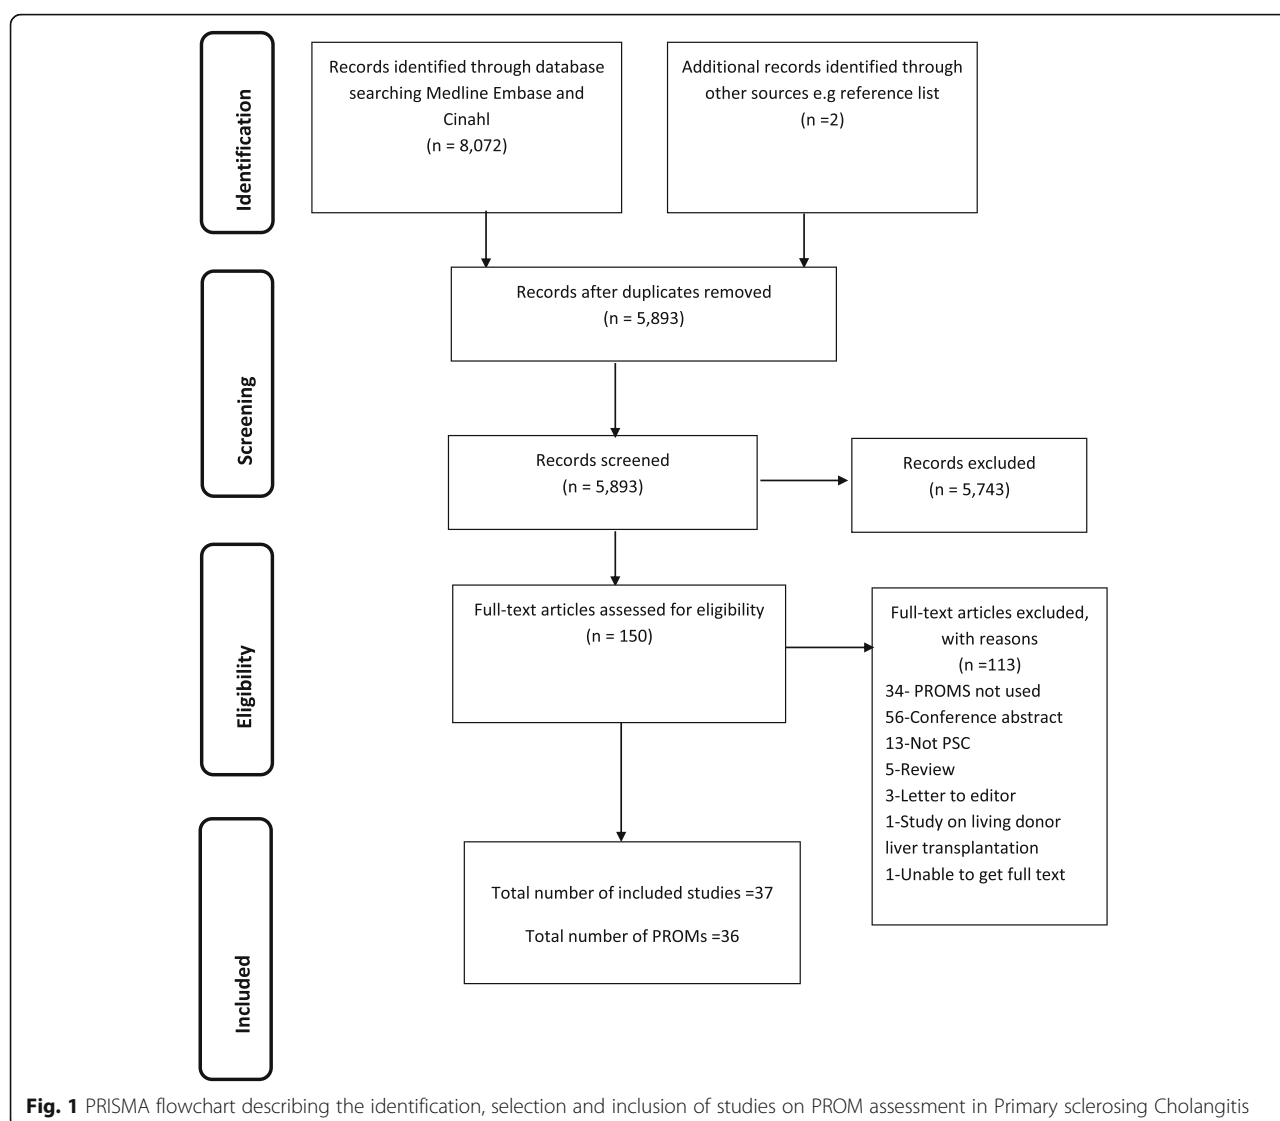 Identification
Records identified through database
searching Medline Embase and
Cinahl
(n = 8,072)
Additional records identified through
other sources e.g reference list
(n =2)
Screening
Records after duplicates removed
(n = 5,893)
Records screened
(n = 5,893)
Records excluded
(n = 5,743)
Eligibility
Full-text articles assessed for eligibility
(n = 150)
Full-text articles excluded,
with reasons
(n =113)
34- PROMS not used
56-Conference abstract
13-Not PSC
5-Review
3-Letter to editor
1-Study on living donor
liver transplantation
1-Unable to get full text
Included
Total number of included studies =37
Total number of PROMs =36
Fig. 1 PRISMA flowchart describing the identification, selection and inclusion of studies on PROM assessment in Primary sclerosing Cholangitis